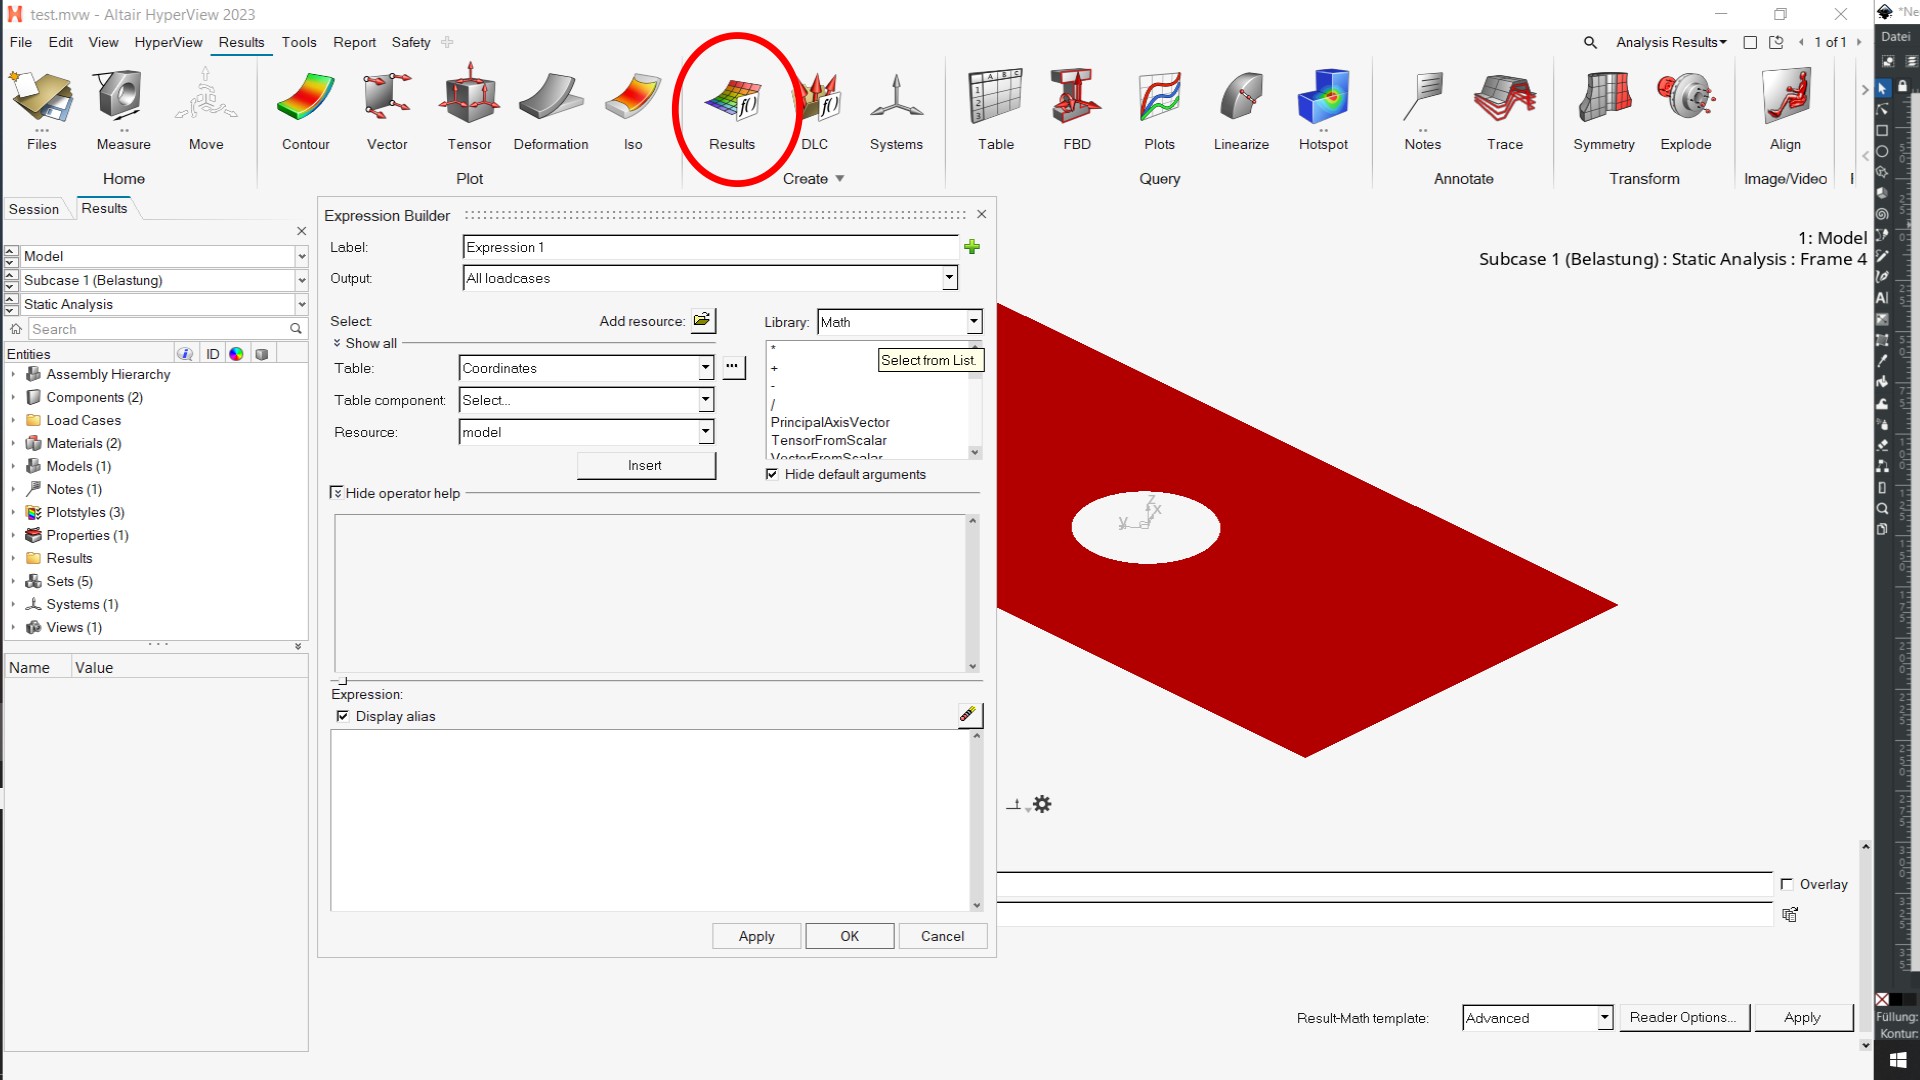 test.mvw - Altair HyperView 2023
File Edit View HyperView Results Tools Report Safety
Analysis Results 1 of 1
*Ne
Datei
Files Measure Move Contour Vector Tensor Deformation Iso Results DLC Systems Table FBD Plots Linearize Hotspot Notes Trace Symmetry Explode Align
Home Plot Create Query Annotate Transform Image/Video
Session Results
Model
Subcase 1 (Belastung)
Static Analysis
Search
Entities ID
Assembly Hierarchy
Components (2)
Load Cases
Materials (2)
Models (1)
Notes (1)
Plotstyles (3)
Properties (1)
Results
Sets (5)
Systems (1)
Views (1)
Name Value
Expression Builder
Label: Expression 1
Output: All loadcases
Select: Add resource:
Library: Math
Show all
Table: Coordinates ...
Table component: Select...
Resource: model
Insert
*
+
-
/
PrincipalAxisVector
TensorFromScalar
VectorFromScalar
Select from List.
Hide default arguments
Hide operator help
Expression:
Display alias
Apply OK Cancel
1: Model
Subcase 1 (Belastung) : Static Analysis : Frame 4
Z
X
Y
Overlay
Result-Math template: Advanced Reader Options... Apply
Füllung:
Kontur: